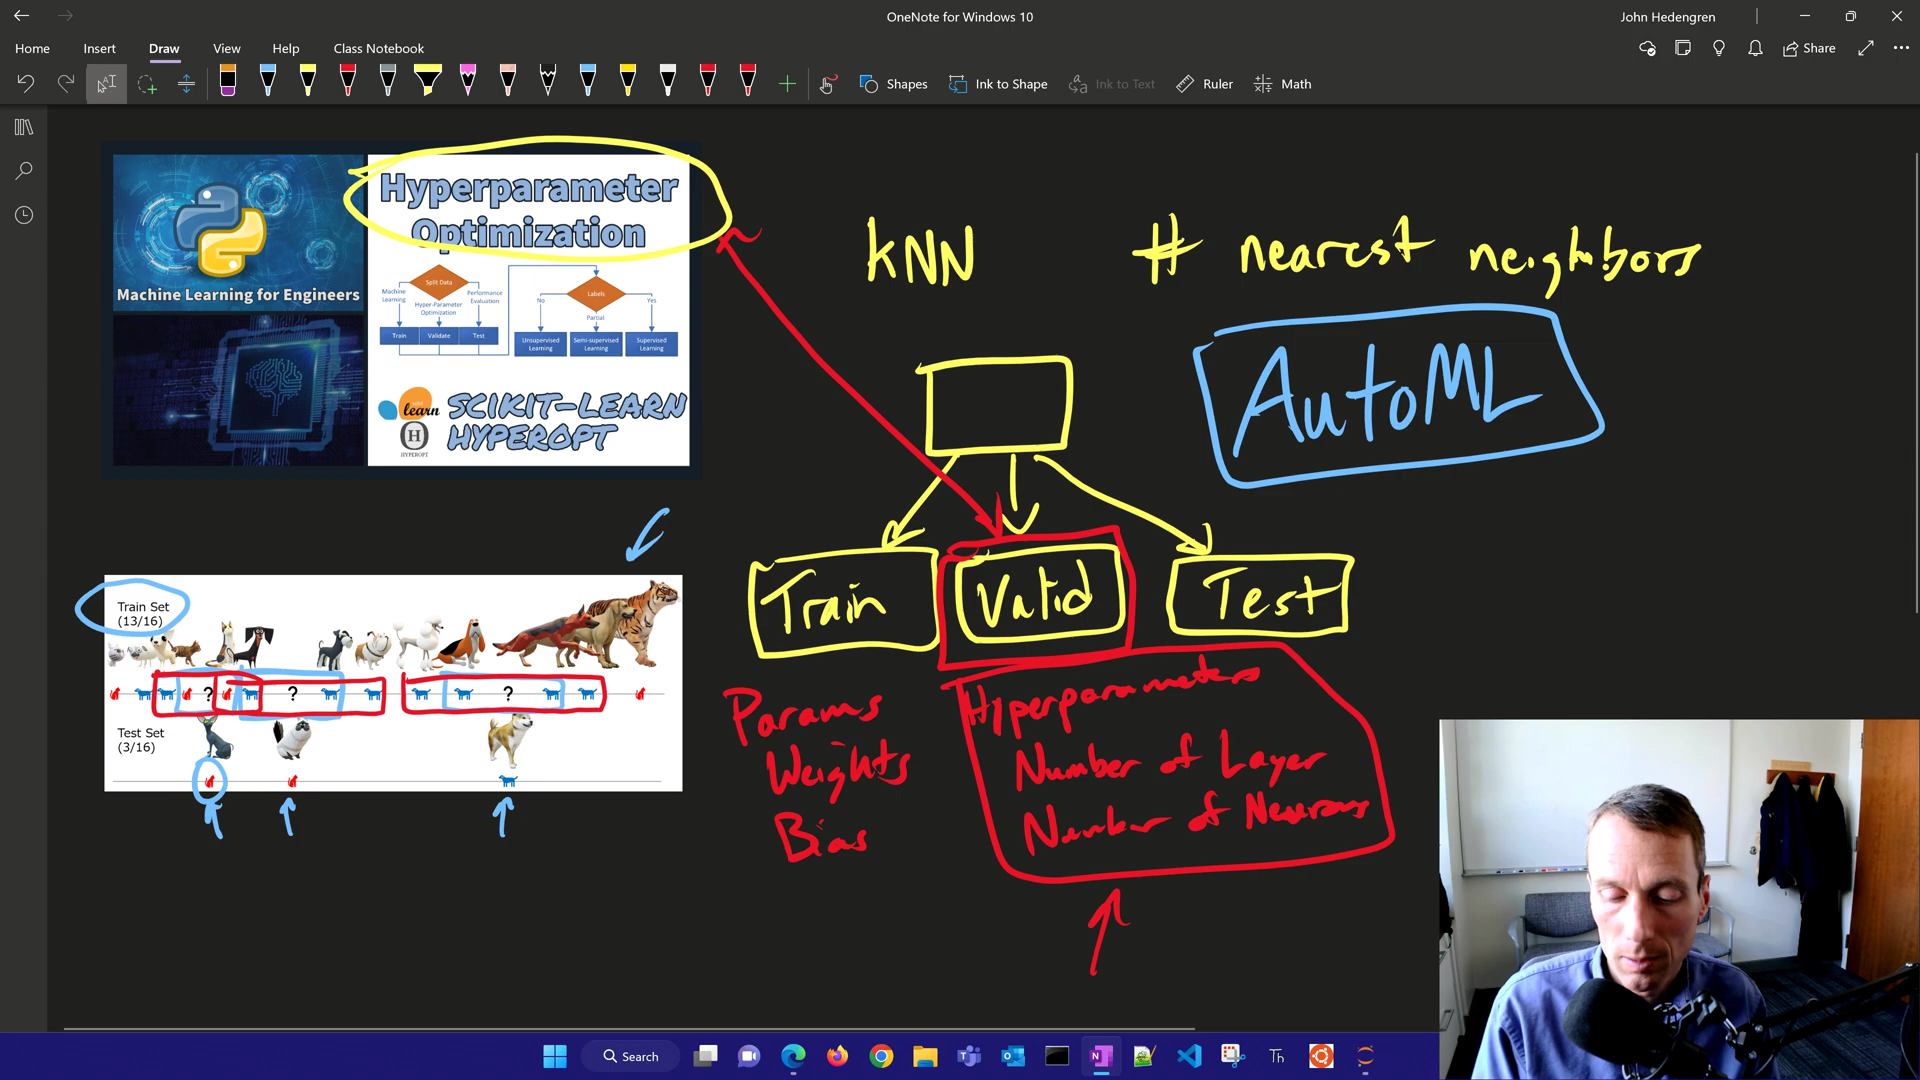 OneNote for Windows 10
John Hedengren
Home
Insert
Draw
View
Help
Class Notebook
Share
Shapes
Ink to Shape
Ink to Text
Ruler
Math
Machine Learning for Engineers
Hyperparameter
Optimization
Split Data
Machine
Learning
Hyper-Parameter
Optimization
Performance
Evaluation
Train
Validate
Test
Labels
No
Yes
Partial
Unsupervised
Learning
Semi-supervised
Learning
Supervised
Learning
learn
SCIKIT-LEARN
HYPEROPT
H
HYPEROPT
kNN
# nearest neighbors
AutoML
Train
Valid
Test
Params
Weights
Bias
Hyperparameters
Number of Layer
Number of Neurons
Train Set
(13/16)
? ? ?
Test Set
(3/16)
Search
Th